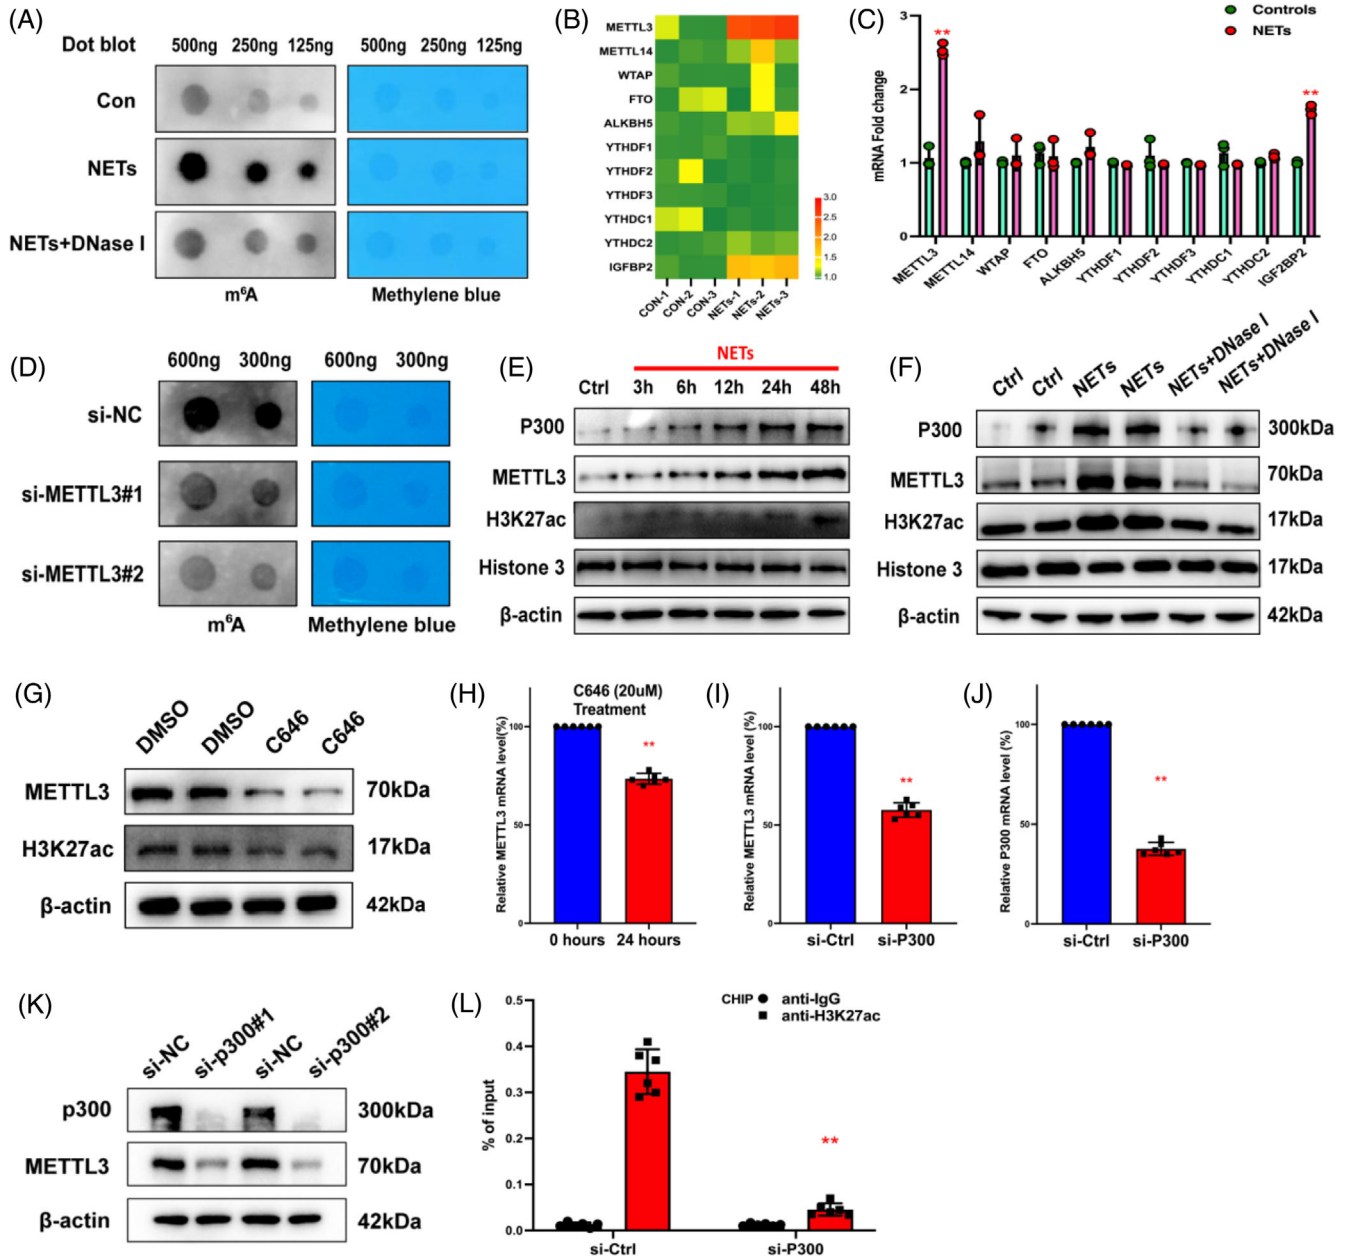 (A)
Dot blot
500ng 250ng 125ng
500ng 250ng 125ng
Con
NETs
NETs+DNase I
m⁶A
Methylene blue
(B)
METTL3
METTL14
WTAP
FTO
ALKBH5
YTHDF1
YTHDF2
YTHDF3
YTHDC1
YTHDC2
IGFBP2
CON-1 CON-2 CON-3 NETs-1 NETs-2 NETs-3
3.0
2.5
2.0
1.5
1.0
(C)
Controls
NETs
mRNA Fold change
3
2
1
0
**
**
METTL3 METTL14 WTAP FTO ALKBH5 YTHDF1 YTHDF2 YTHDF3 YTHDC1 YTHDC2 IGF2BP2
(D)
600ng 300ng
600ng 300ng
si-NC
si-METTL3#1
si-METTL3#2
m⁶A
Methylene blue
(E)
NETs
Ctrl 3h 6h 12h 24h 48h
P300
METTL3
H3K27ac
Histone 3
β-actin
(F)
Ctrl Ctrl NETs NETs NETs+DNase I NETs+DNase I
P300 300kDa
METTL3 70kDa
H3K27ac 17kDa
Histone 3 17kDa
β-actin 42kDa
(G)
DMSO DMSO C646 C646
METTL3 70kDa
H3K27ac 17kDa
β-actin 42kDa
(H)
C646 (20uM)
Treatment
Relative METTL3 mRNA level(%)
100
50
0
**
0 hours 24 hours
(I)
Relative METTL3 mRNA level (%)
100
50
0
**
si-Ctrl si-P300
(J)
Relative P300 mRNA level (%)
100
50
0
**
si-Ctrl si-P300
(K)
si-NC si-p300#1 si-NC si-p300#2
p300 300kDa
METTL3 70kDa
β-actin 42kDa
(L)
CHIP anti-IgG
anti-H3K27ac
% of input
0.5
0.4
0.3
0.2
0.1
0.0
**
si-Ctrl si-P300